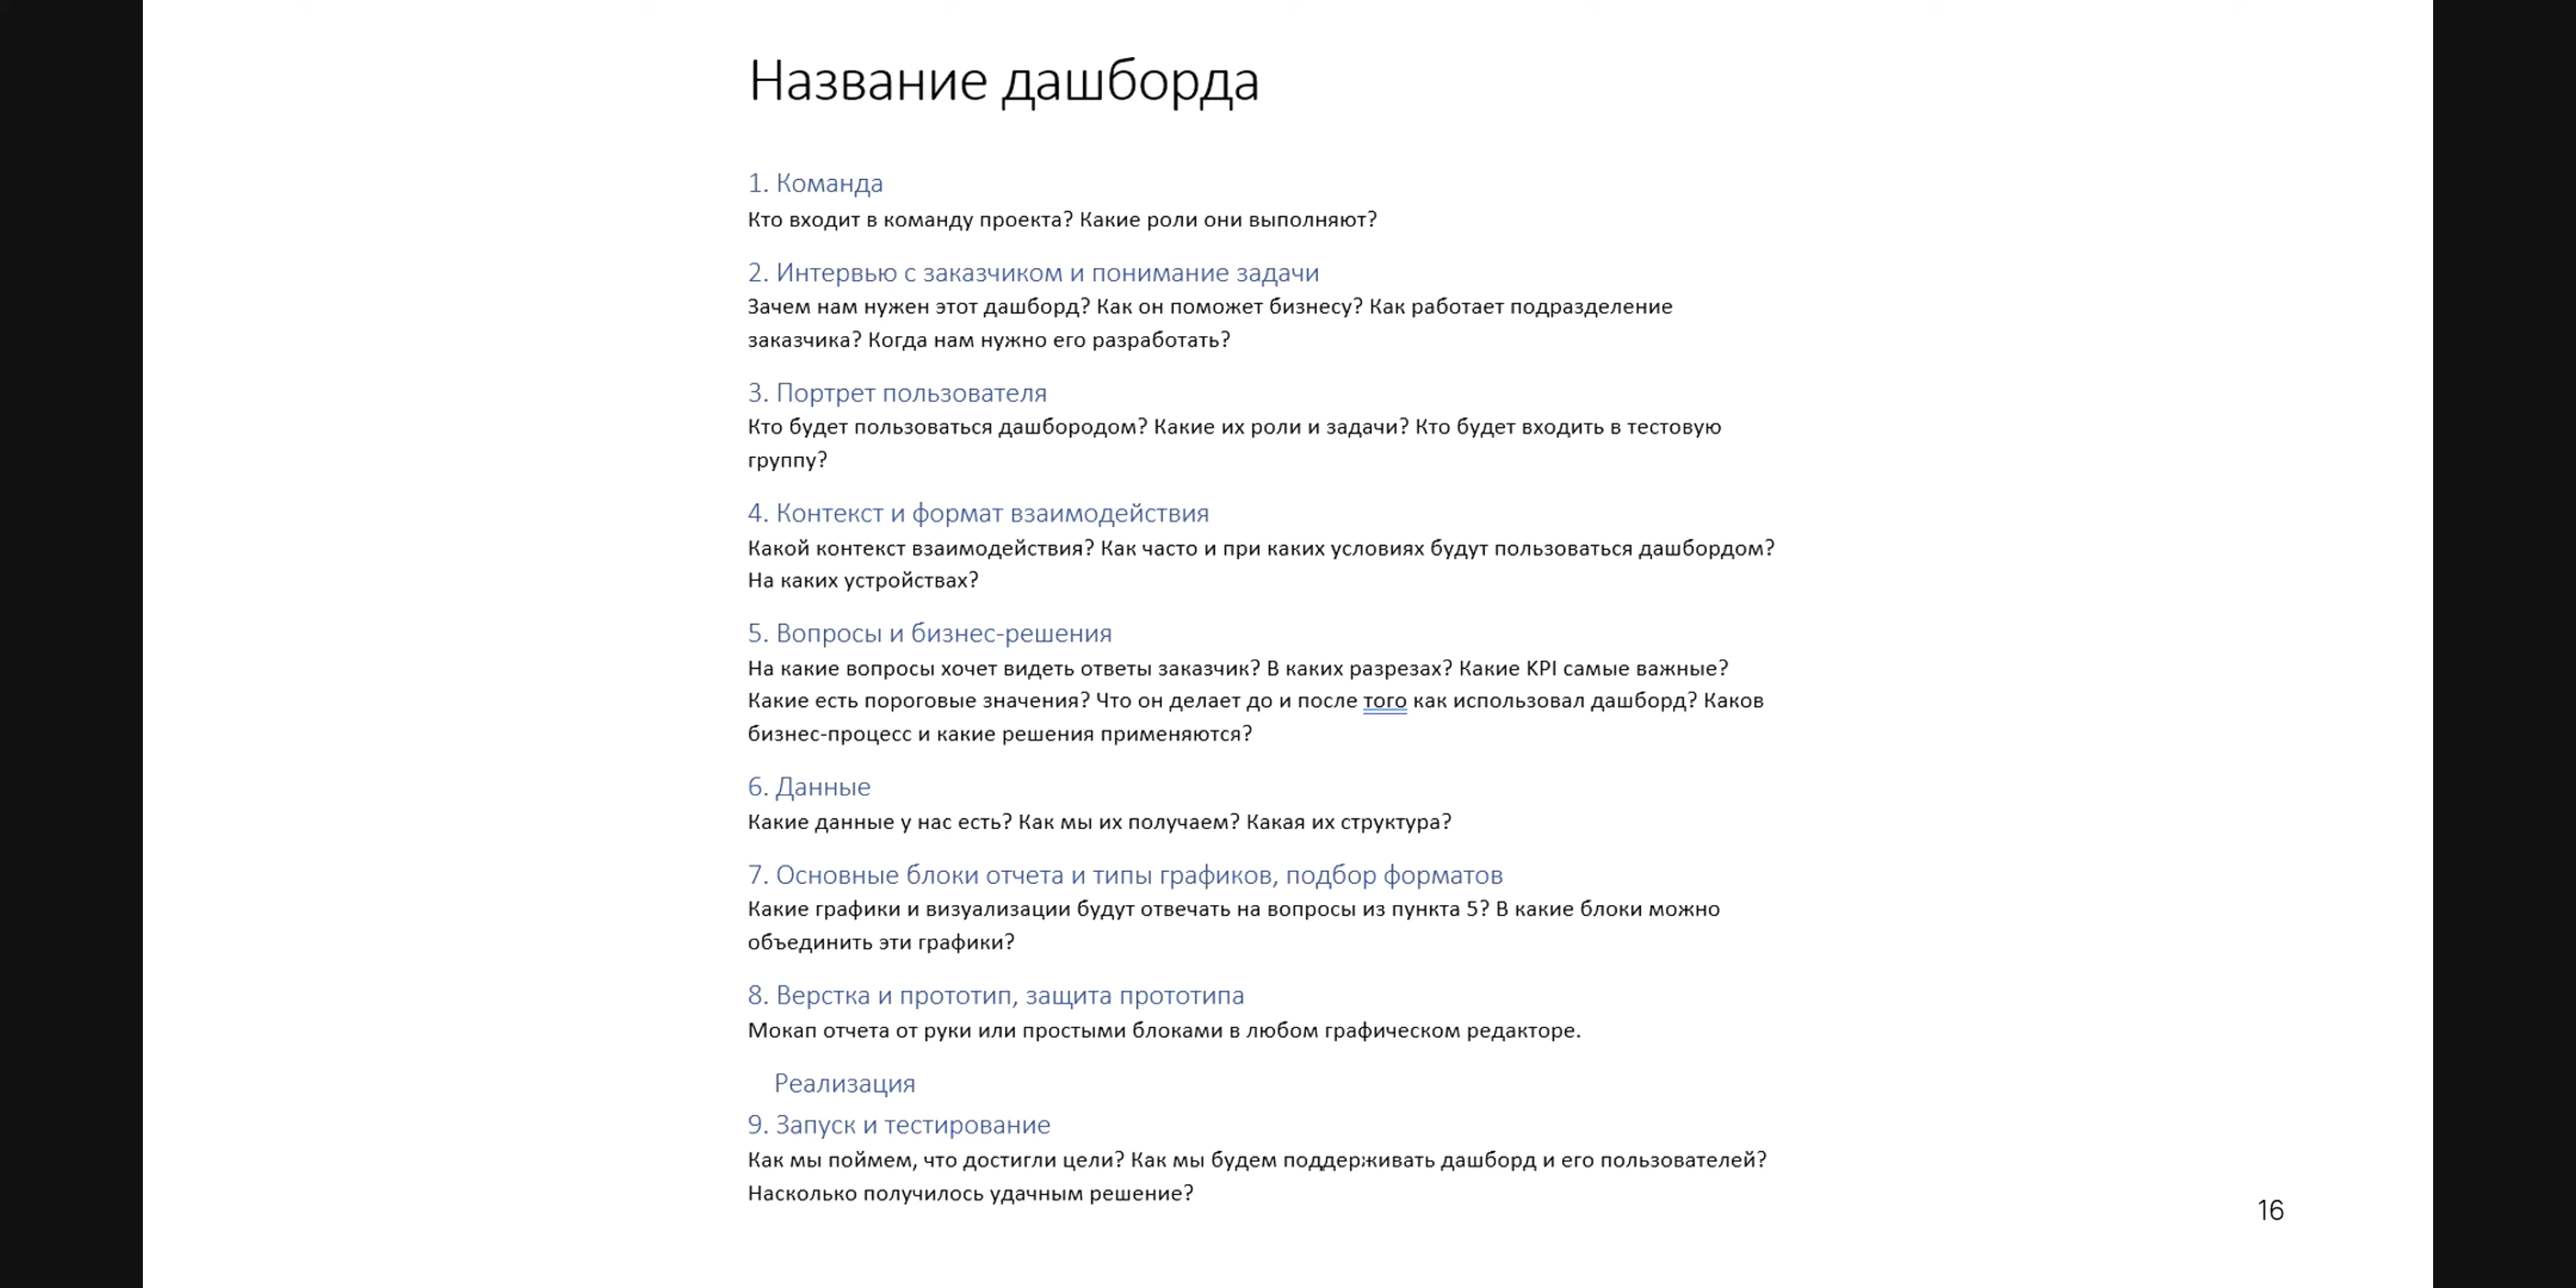 Название дашборда
1. Команда
Кто входит в команду проекта? Какие роли они выполняют?
2. Интервью с заказчиком и понимание задачи
Зачем нам нужен этот дашборд? Как он поможет бизнесу? Как работает подразделение
заказчика? Когда нам нужно его разработать?
3. Портрет пользователя
Кто будет пользоваться дашбородом? Какие их роли и задачи? Кто будет входить в тестовую
группу?
4. Контекст и формат взаимодействия
Какой контекст взаимодействия? Как часто и при каких условиях будут пользоваться дашбордом?
На каких устройствах?
5. Вопросы и бизнес-решения
На какие вопросы хочет видеть ответы заказчик? В каких разрезах? Какие KPI самые важные?
Какие есть пороговые значения? Что он делает до и после того как использовал дашборд? Каков
бизнес-процесс и какие решения применяются?
6. Данные
Какие данные у нас есть? Как мы их получаем? Какая их структура?
7. Основные блоки отчета и типы графиков, подбор форматов
Какие графики и визуализации будут отвечать на вопросы из пункта 5? В какие блоки можно
объединить эти графики?
8. Верстка и прототип, защита прототипа
Мокап отчета от руки или простыми блоками в любом графическом редакторе.
Реализация
9. Запуск и тестирование
Как мы поймем, что достигли цели? Как мы будем поддерживать дашборд и его пользователей?
Насколько получилось удачным решение?
16